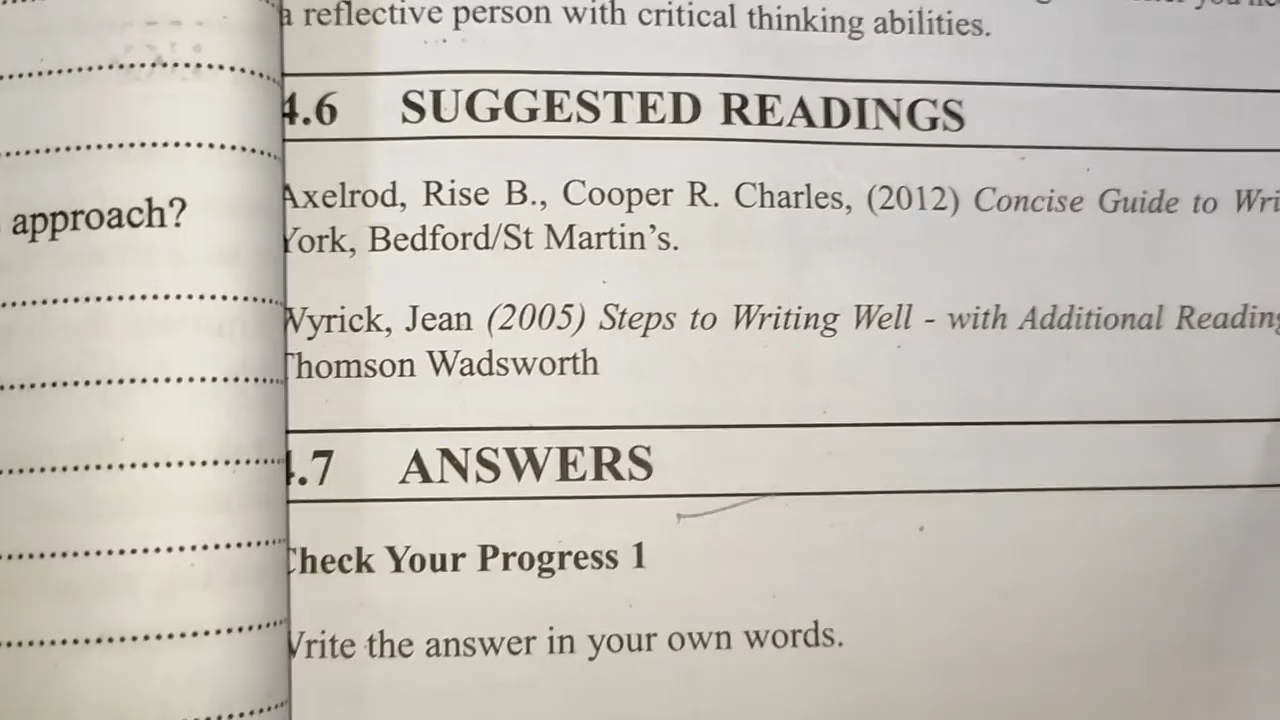 approach?
a reflective person with critical thinking abilities.
4.6 SUGGESTED READINGS
Axelrod, Rise B., Cooper R. Charles, (2012) Concise Guide to Wri
York, Bedford/St Martin's.
Wyrick, Jean (2005) Steps to Writing Well - with Additional Reading
Thomson Wadsworth
4.7 ANSWERS
Check Your Progress 1
Write the answer in your own words.